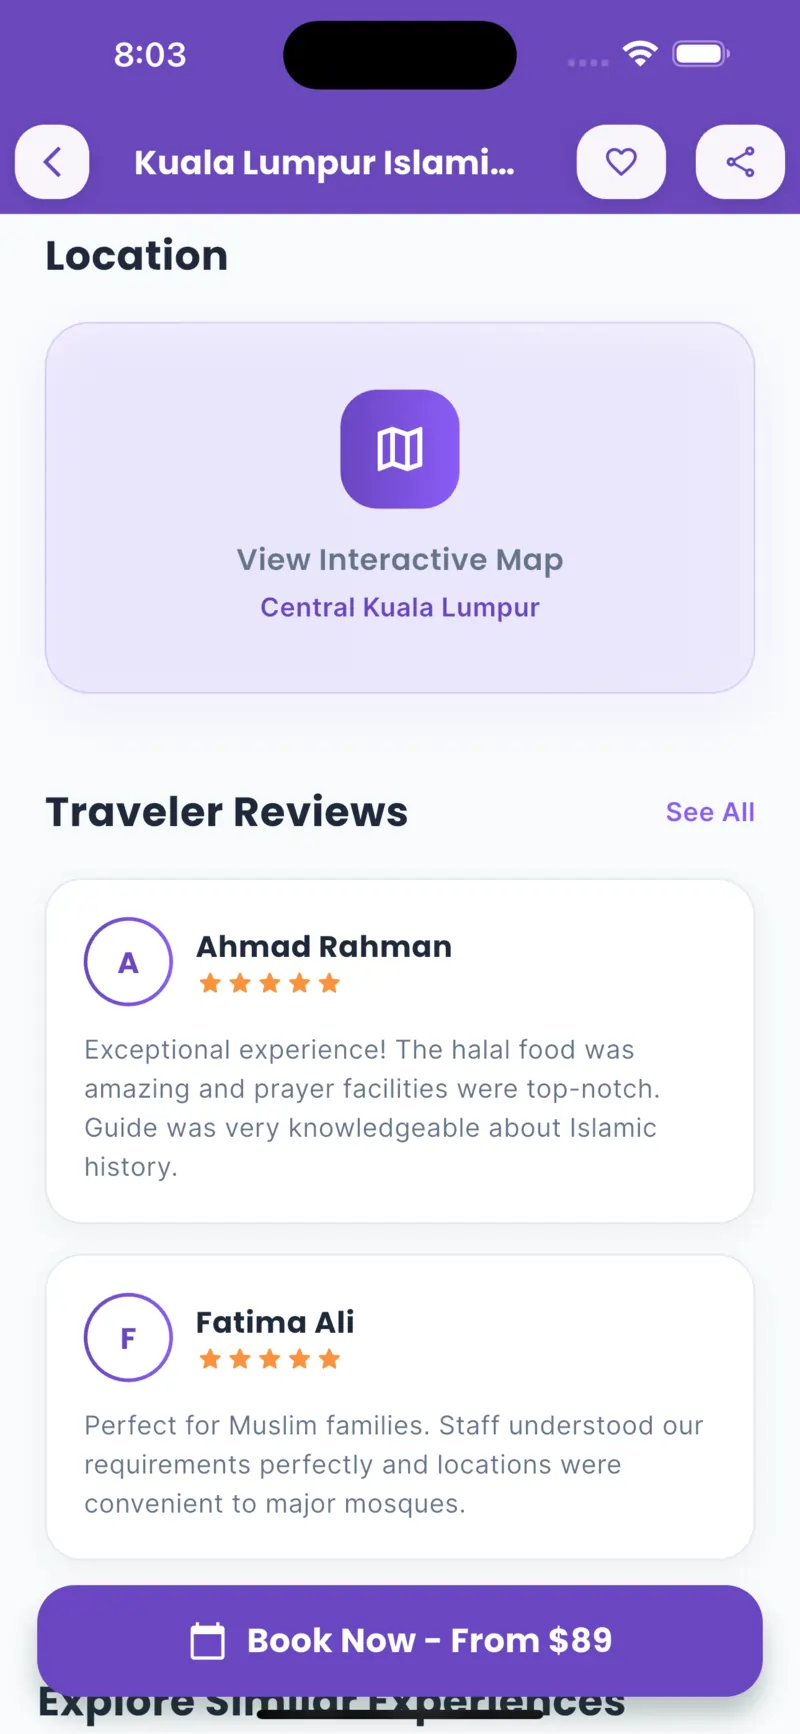 8:03
Kuala Lumpur Islami...
Location
View Interactive Map
Central Kuala Lumpur
Traveler Reviews
See All
A
Ahmad Rahman
Exceptional experience! The halal food was
amazing and prayer facilities were top-notch.
Guide was very knowledgeable about Islamic
history.
F
Fatima Ali
Perfect for Muslim families. Staff understood our
requirements perfectly and locations were
convenient to major mosques.
Book Now - From $89
Explore Similar Experiences